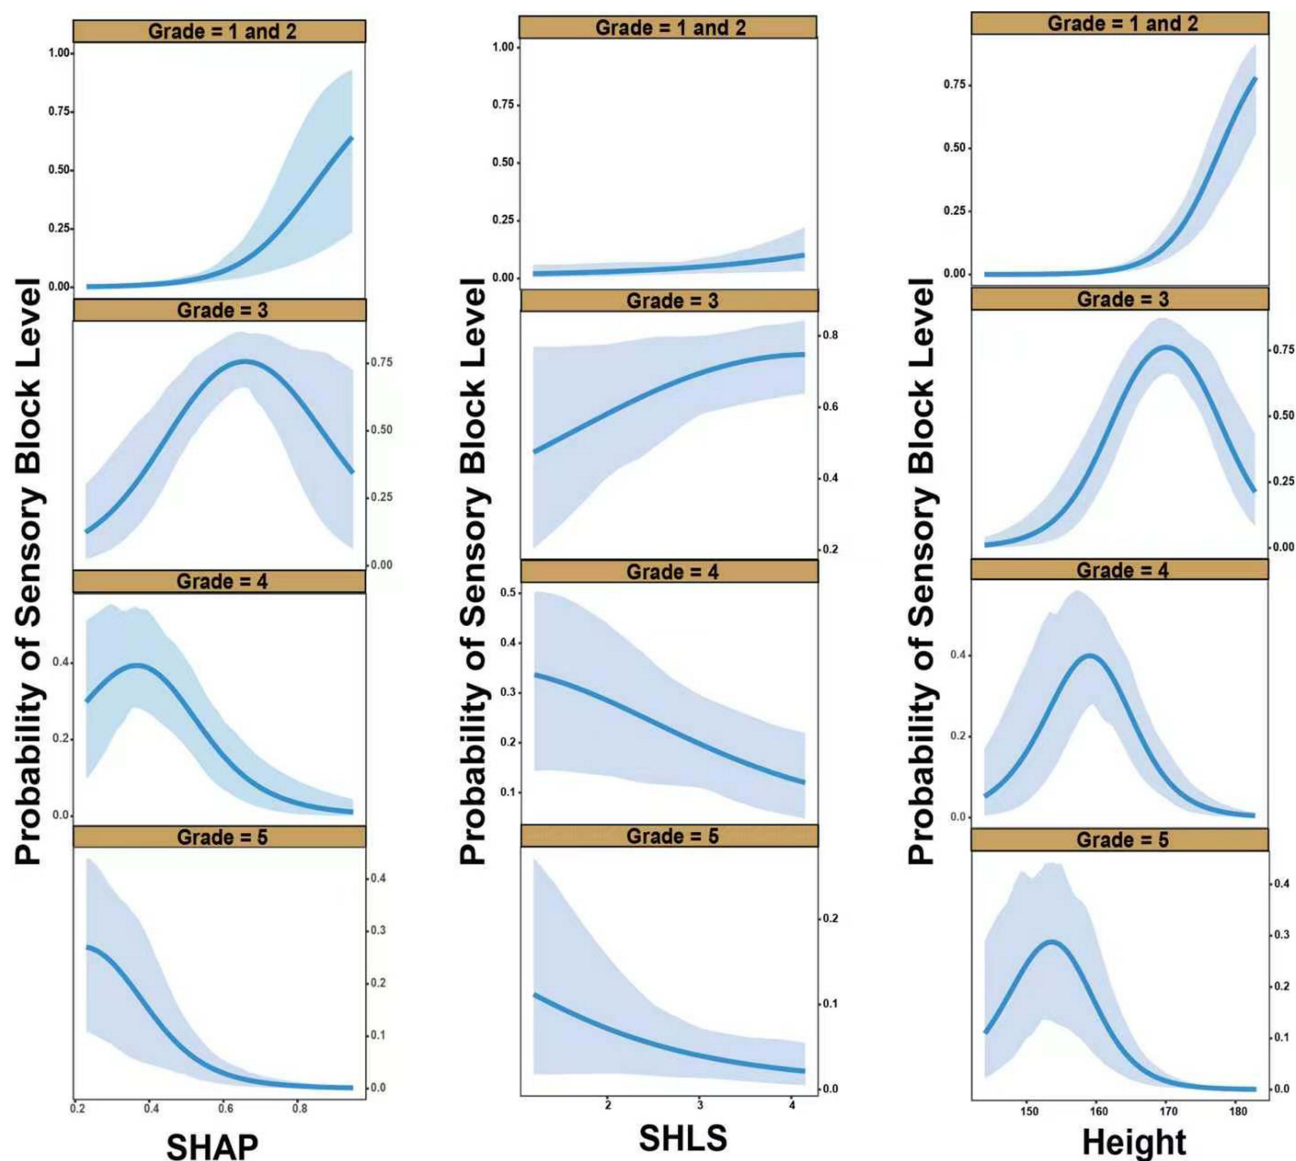 Probability of Sensory Block Level
Grade = 1 and 2
1.00
0.75
0.50
0.25
0.00
Grade = 3
0.75
0.50
0.25
0.00
Grade = 4
0.4
0.2
0.0
Grade = 5
0.4
0.3
0.2
0.1
0.0
0.2 0.4 0.6 0.8
SHAP
Probability of Sensory Block Level
Grade = 1 and 2
1.00
0.75
0.50
0.25
0.00
Grade = 3
0.8
0.6
0.4
0.2
Grade = 4
0.5
0.4
0.3
0.2
0.1
Grade = 5
0.2
0.1
0.0
2 3 4
SHLS
Probability of Sensory Block Level
Grade = 1 and 2
0.75
0.50
0.25
0.00
Grade = 3
0.75
0.50
0.25
0.00
Grade = 4
0.4
0.2
0.0
Grade = 5
0.4
0.3
0.2
0.1
0.0
150 160 170 180
Height